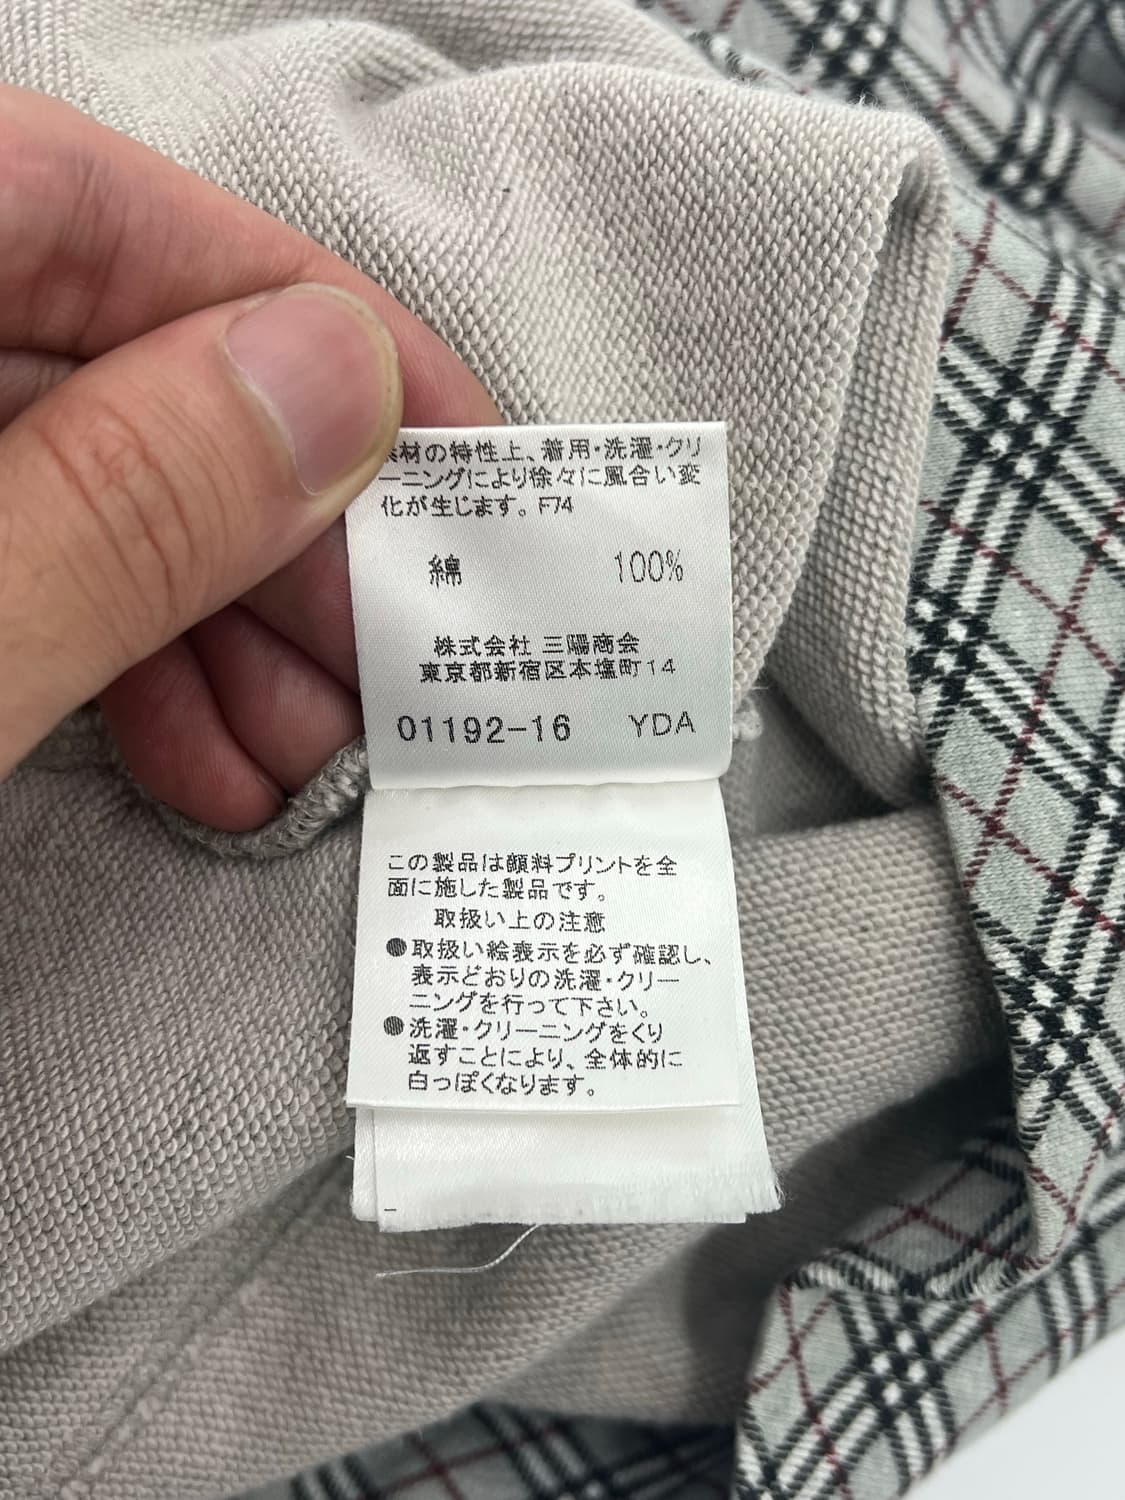 素材の特性上、着用・洗濯・クリ
ーニングにより徐々に風合い変
化が生じます。F74
綿 100%
株式会社 三陽商会
東京都新宿区本塩町14
01192-16 YDA
この製品は顔料プリントを全
面に施した製品です。
取扱い上の注意
●取扱い絵表示を必ず確認し、
表示どおりの洗濯・クリー
ニングを行って下さい。
●洗濯・クリーニングをくり
返すことにより、全体的に
白っぽくなります。